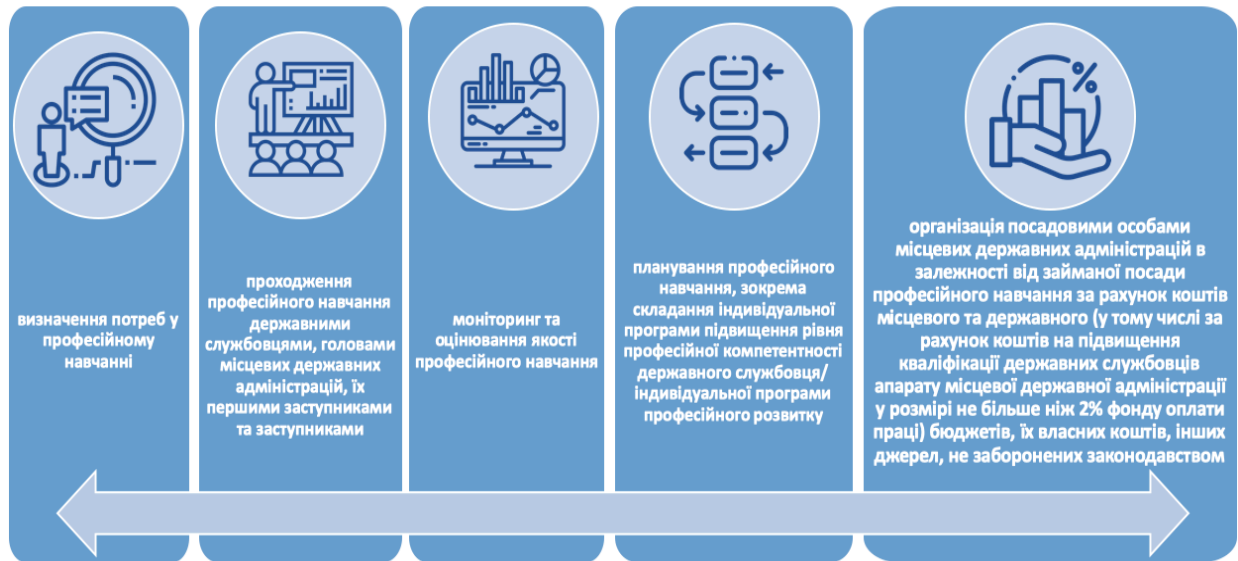 визначення потреб у
професійному
навчанні
проходження
професійного навчання
державними
службовцями, головами
місцевих державних
адміністрацій, їх
першими заступниками
та заступниками
моніторинг та
оцінювання якості
професійного навчання
планування професійного
навчання, зокрема
складання індивідуальної
програми підвищення рівня
професійної компетентності
державного службовця/
індивідуальної програми
професійного розвитку
%
організація посадовими особами
місцевих державних адміністрацій в
залежності від займаної посади
професійного навчання за рахунок коштів
місцевого та державного (у тому числі за
рахунок коштів на підвищення
кваліфікації державних службовців
апарату місцевої державної адміністрації
у розмірі не більше ніж 2% фонду оплати
праці) бюджетів, їх власних коштів, інших
джерел, не заборонених законодавством